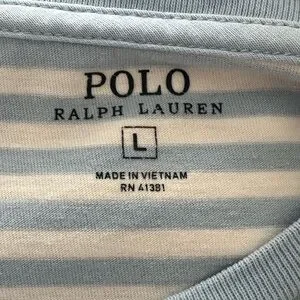 POLO
RALPH LAUREN
L
MADE IN VIETNAM
RN 41381